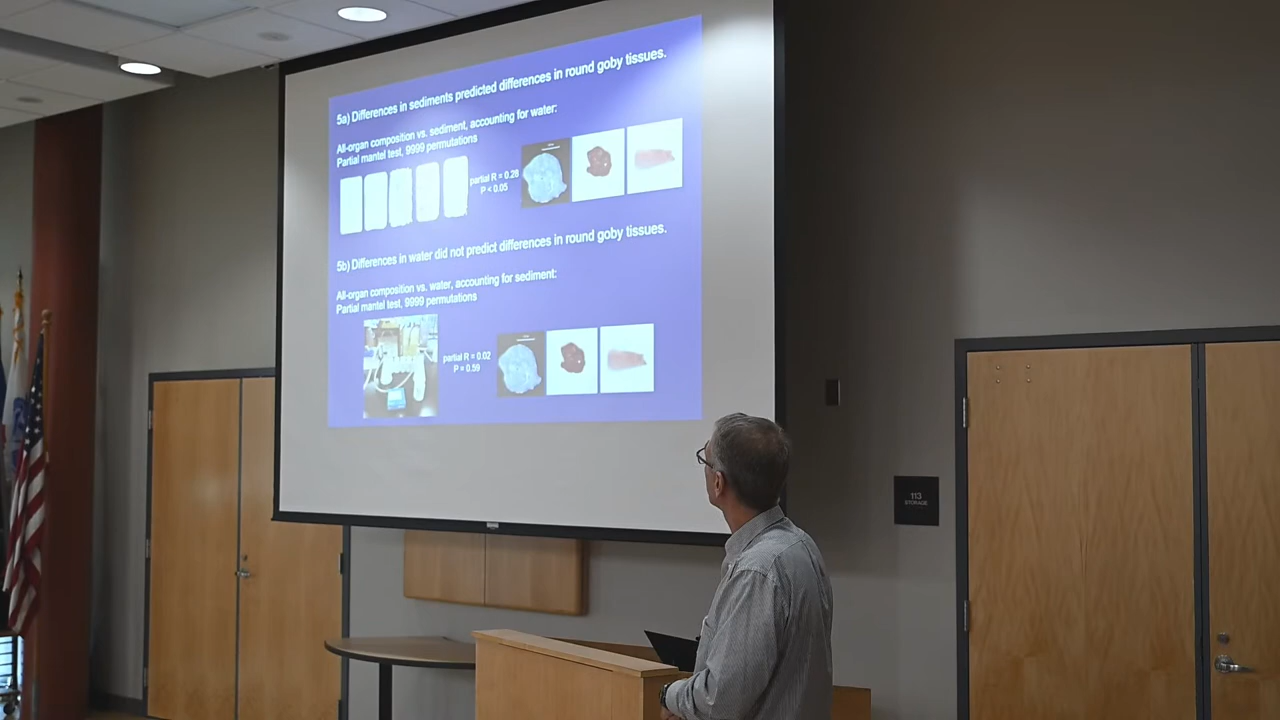 5a) Differences in sediments predicted differences in round goby tissues.
All-organ composition vs. sediment, accounting for water:
Partial mantel test, 9999 permutations
partial R = 0.28
P < 0.05
5b) Differences in water did not predict differences in round goby tissues.
All-organ composition vs. water, accounting for sediment:
Partial mantel test, 9999 permutations
partial R = 0.02
P = 0.59
113
STORAGE